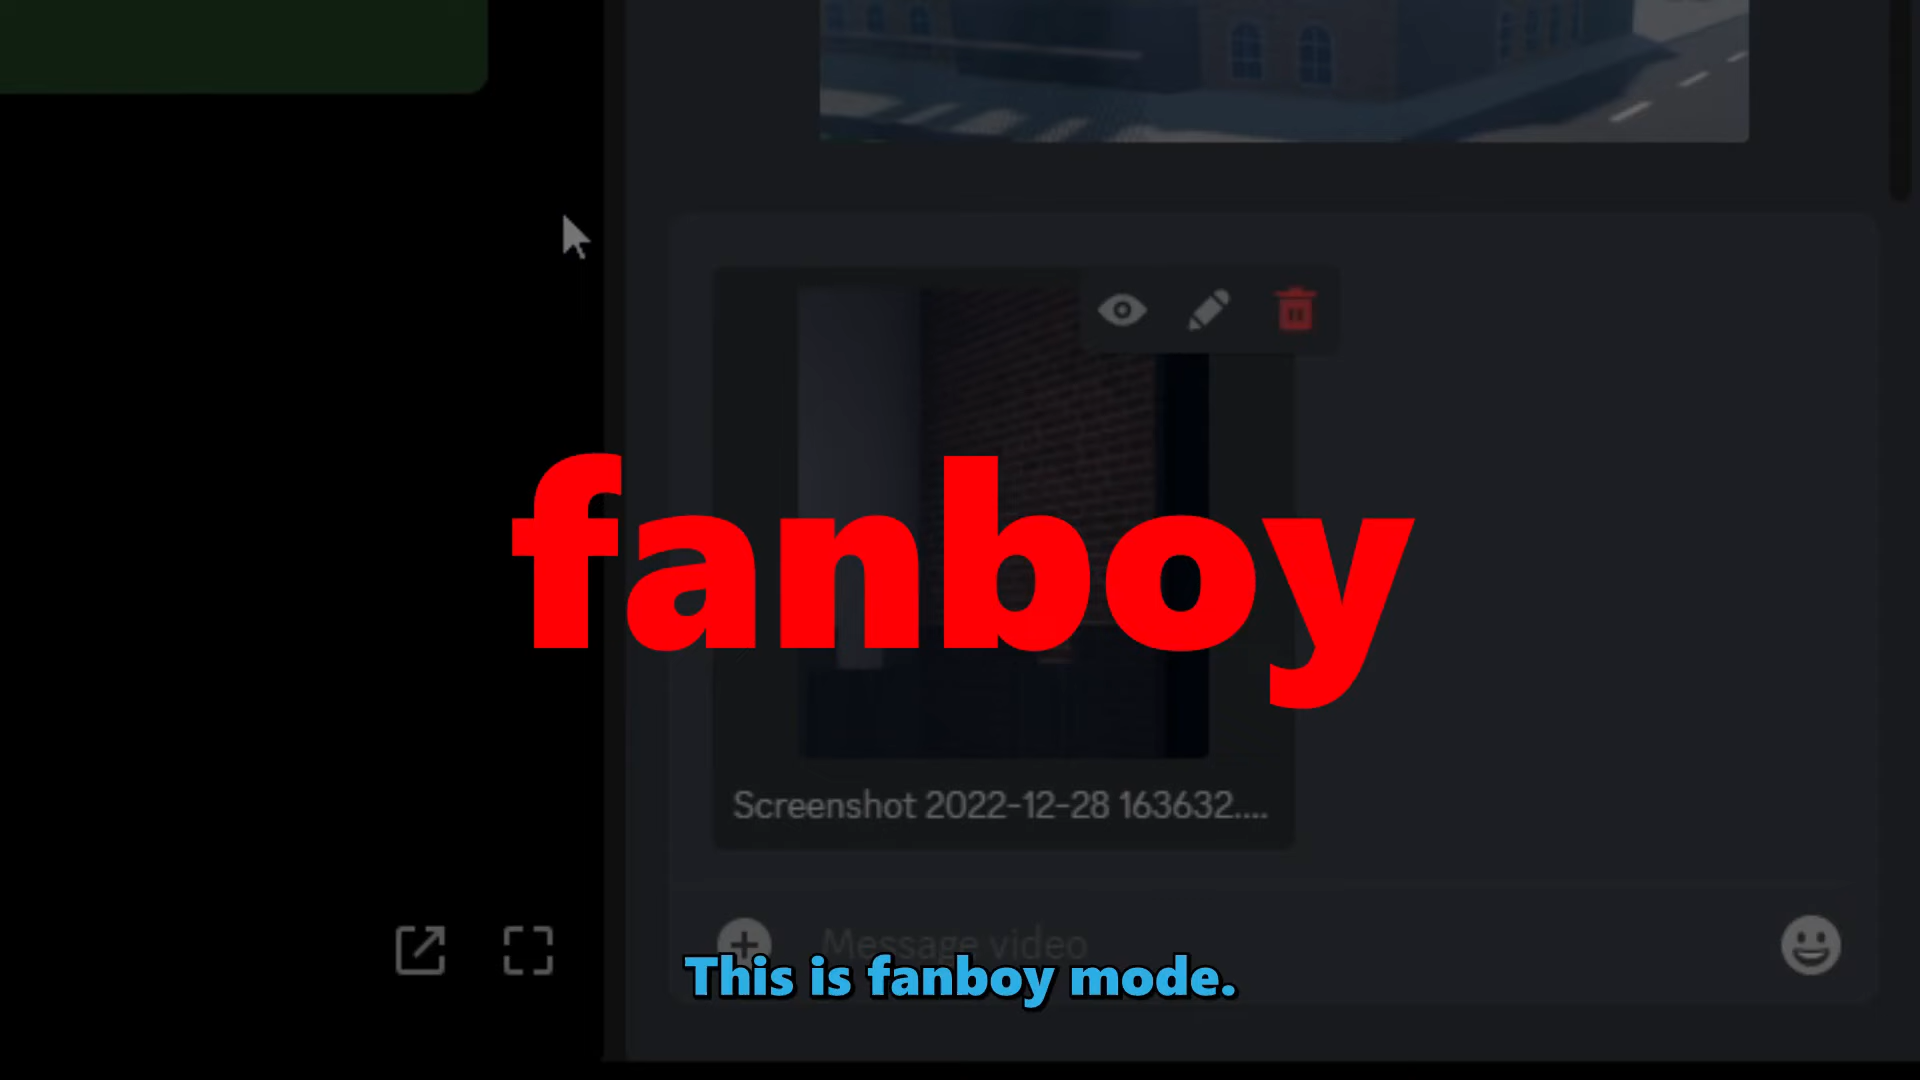 fanboy
Screenshot 2022-12-28 163632....
Message video
This is fanboy mode.